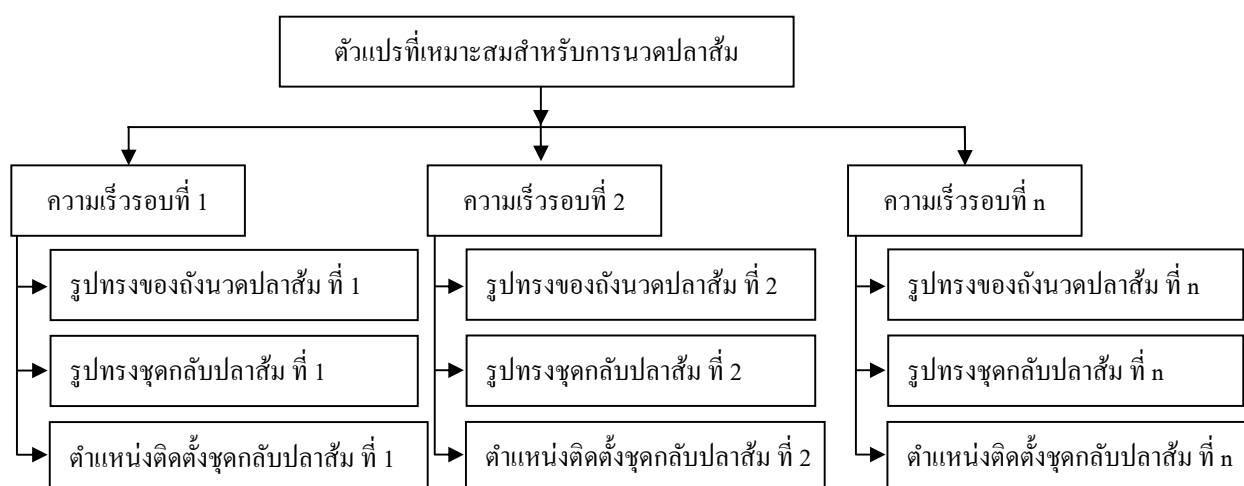 ตัวแปรที่เหมาะสมสำหรับการนวดปลาส้ม
ความเร็วรอบที่ 1
รูปทรงของถังนวดปลาส้ม ที่ 1
รูปทรงชุดกลับปลาส้ม ที่ 1
ตำแหน่งติดตั้งชุดกลับปลาส้ม ที่ 1
ความเร็วรอบที่ 2
รูปทรงของถังนวดปลาส้ม ที่ 2
รูปทรงชุดกลับปลาส้ม ที่ 2
ตำแหน่งติดตั้งชุดกลับปลาส้ม ที่ 2
ความเร็วรอบที่ n
รูปทรงของถังนวดปลาส้ม ที่ n
รูปทรงชุดกลับปลาส้ม ที่ n
ตำแหน่งติดตั้งชุดกลับปลาส้ม ที่ n